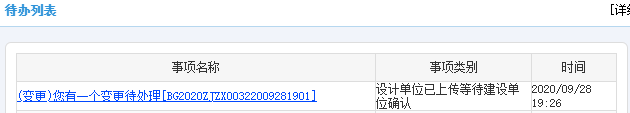 待办列表
[详细
事项名称 事项类别 时间
(变更)您有一个变更待处理[BG2020ZJZX00322009281901] 设计单位已上传等待建设单位确认 2020/09/28 19:26